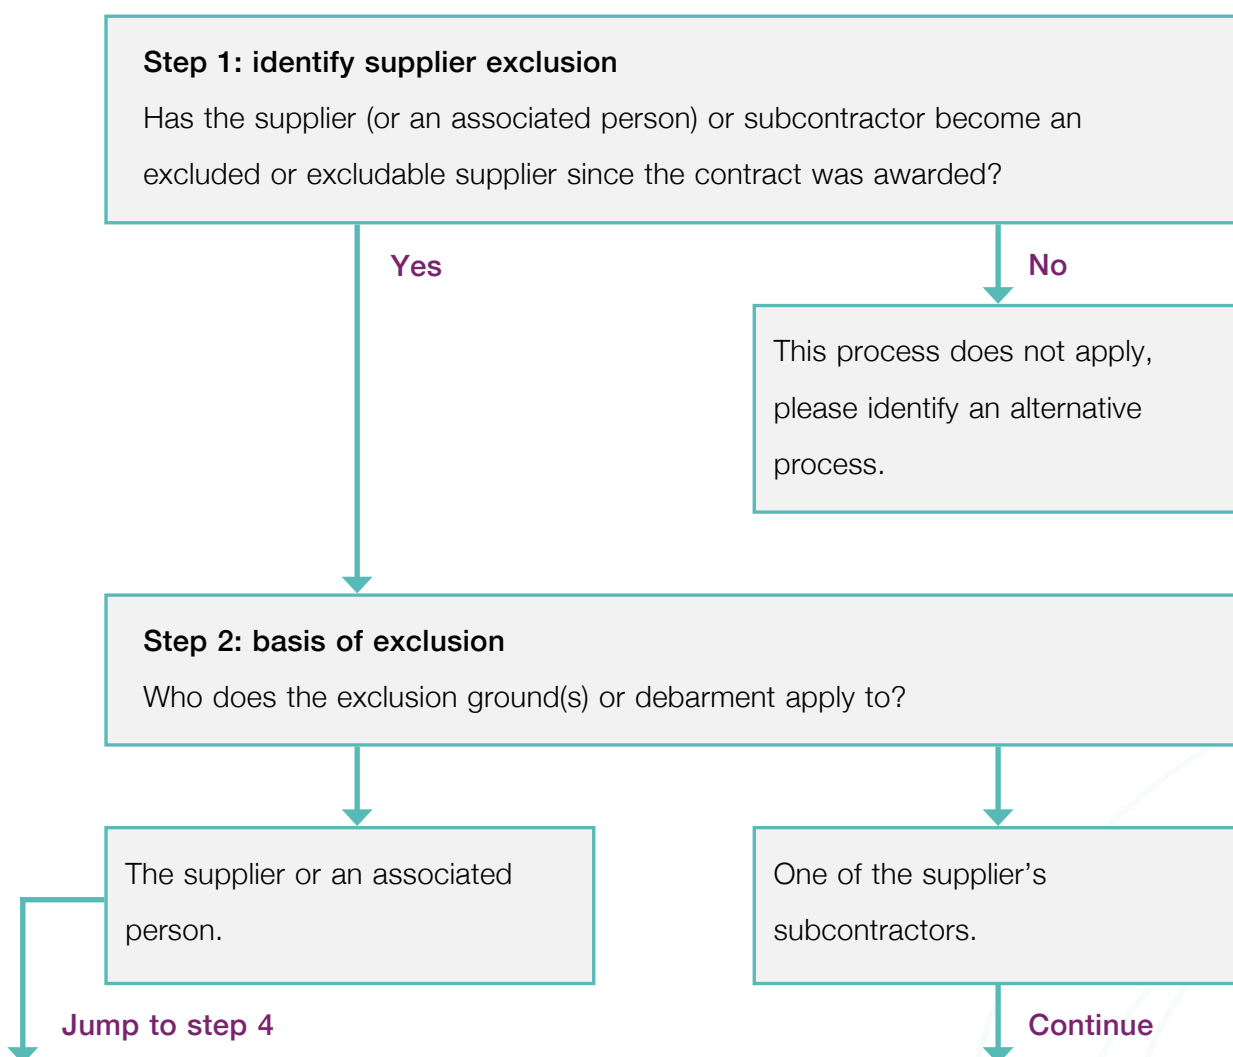 Step 1: identify supplier exclusion
Has the supplier (or an associated person) or subcontractor become an
excluded or excludable supplier since the contract was awarded?
Yes
No
This process does not apply,
please identify an alternative
process.
Step 2: basis of exclusion
Who does the exclusion ground(s) or debarment apply to?
The supplier or an associated
person.
One of the supplier’s
subcontractors.
Jump to step 4
Continue